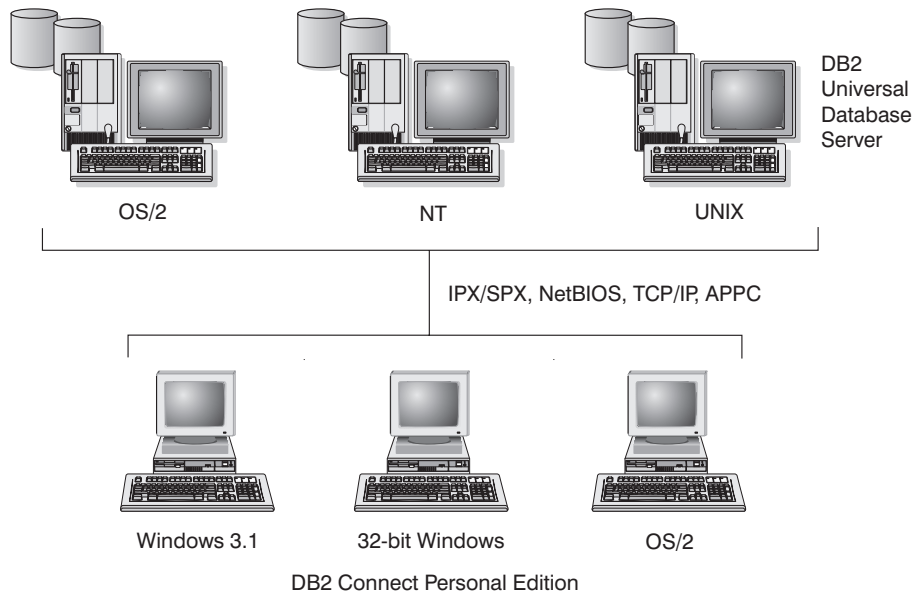 DB2
Universal
Database
Server
OS/2
NT
UNIX
IPX/SPX, NetBIOS, TCP/IP, APPC
Windows 3.1
32-bit Windows
OS/2
DB2 Connect Personal Edition